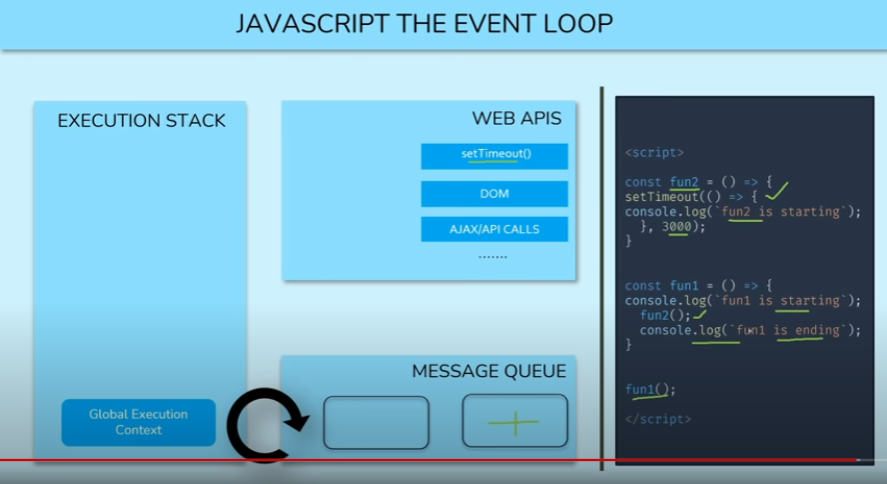 JAVASCRIPT THE EVENT LOOP
EXECUTION STACK
Global Execution
Context
WEB APIS
setTimeout()
DOM
AJAX/API CALLS
.......
MESSAGE QUEUE
<script>
const fun2 = () => {
setTimeout(() => {
console.log(`fun2 is starting`);
}, 3000);
}
const fun1 = () => {
console.log(`fun1 is starting`);
fun2();
console.log(`fun1 is ending`);
}
fun1();
</script>